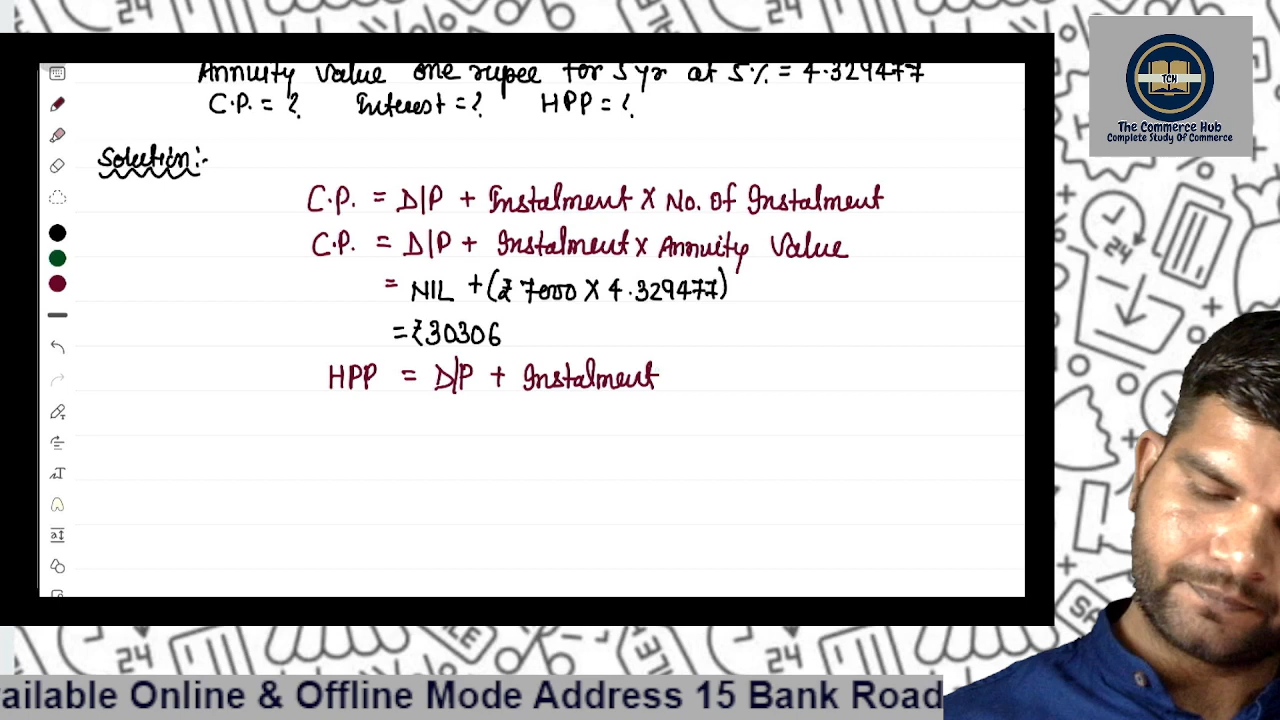 Annuity Value one rupee for 5 yr at 5% = 4.329477
C.P. = ? Interest = ? HPP = ?
Solution:-
C.P. = D/P + Instalment X No. Of Instalment
C.P. = D/P + Instalment X Annuity Value
= NIL + (₹ 7000 X 4.329477)
= ₹30306
HPP = D/P + Instalment
TCH
The Commerce Hub
Complete Study Of Commerce
ailable Online & Offline Mode Address 15 Bank Road